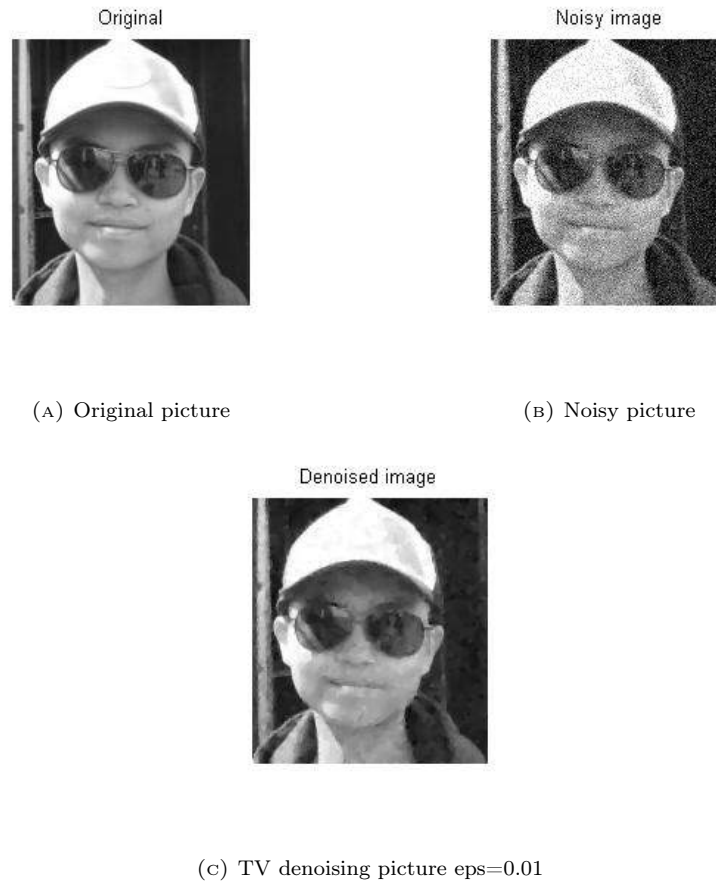 Original
Noisy image
(A) Original picture
(B) Noisy picture
Denoised image
(C) TV denoising picture eps=0.01